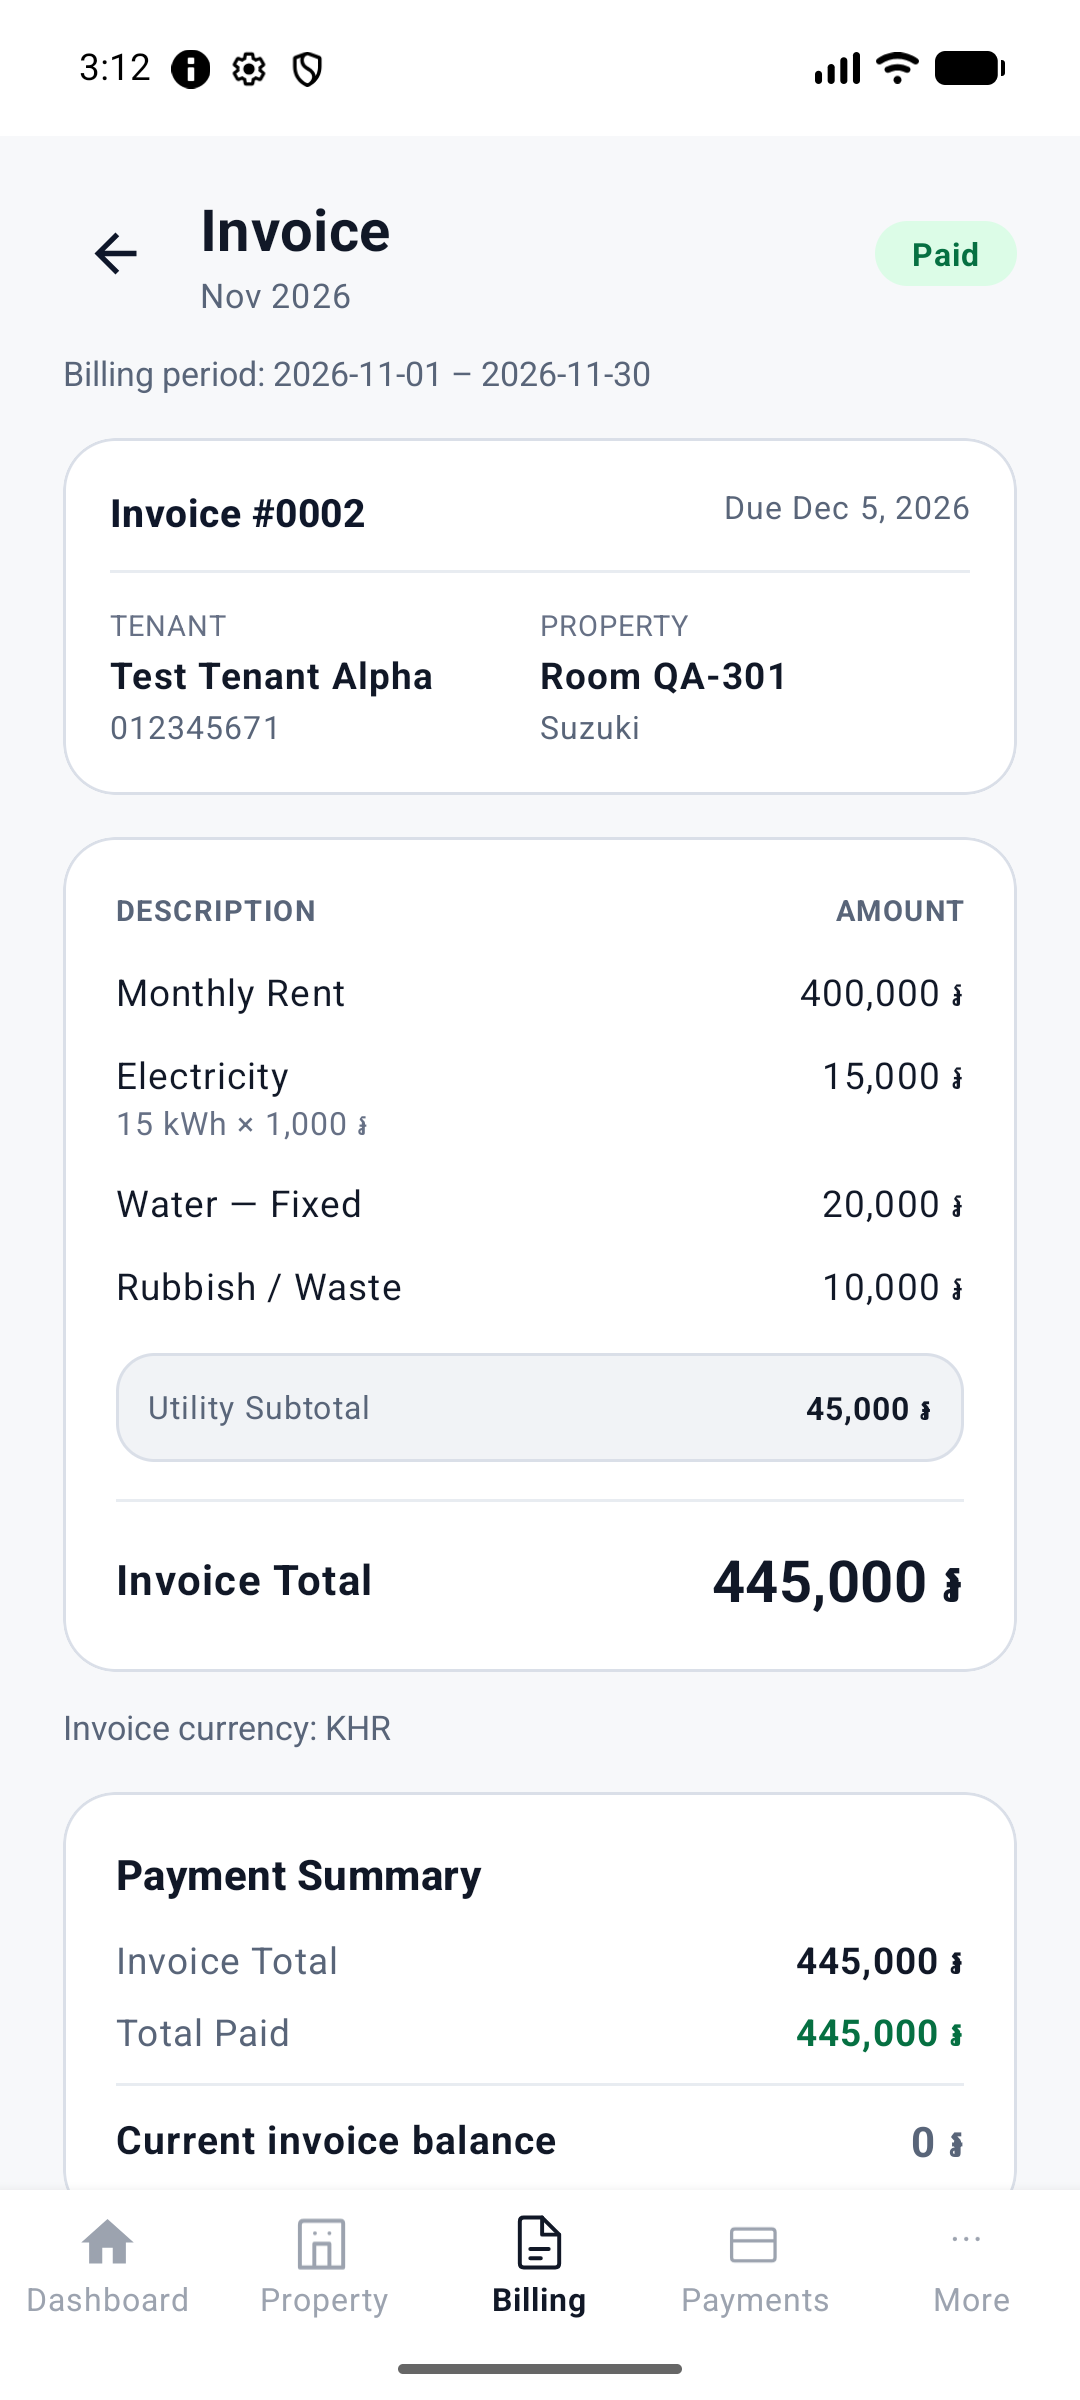 3:12
Invoice
Nov 2026
Paid
Billing period: 2026-11-01 – 2026-11-30
Invoice #0002
Due Dec 5, 2026
TENANT
PROPERTY
Test Tenant Alpha
Room QA-301
012345671
Suzuki
DESCRIPTION
AMOUNT
Monthly Rent
400,000 ៛
Electricity
15,000 ៛
15 kWh × 1,000 ៛
Water — Fixed
20,000 ៛
Rubbish / Waste
10,000 ៛
Utility Subtotal
45,000 ៛
Invoice Total
445,000 ៛
Invoice currency: KHR
Payment Summary
Invoice Total
445,000 ៛
Total Paid
445,000 ៛
Current invoice balance
0 ៛
Dashboard
Property
Billing
Payments
More